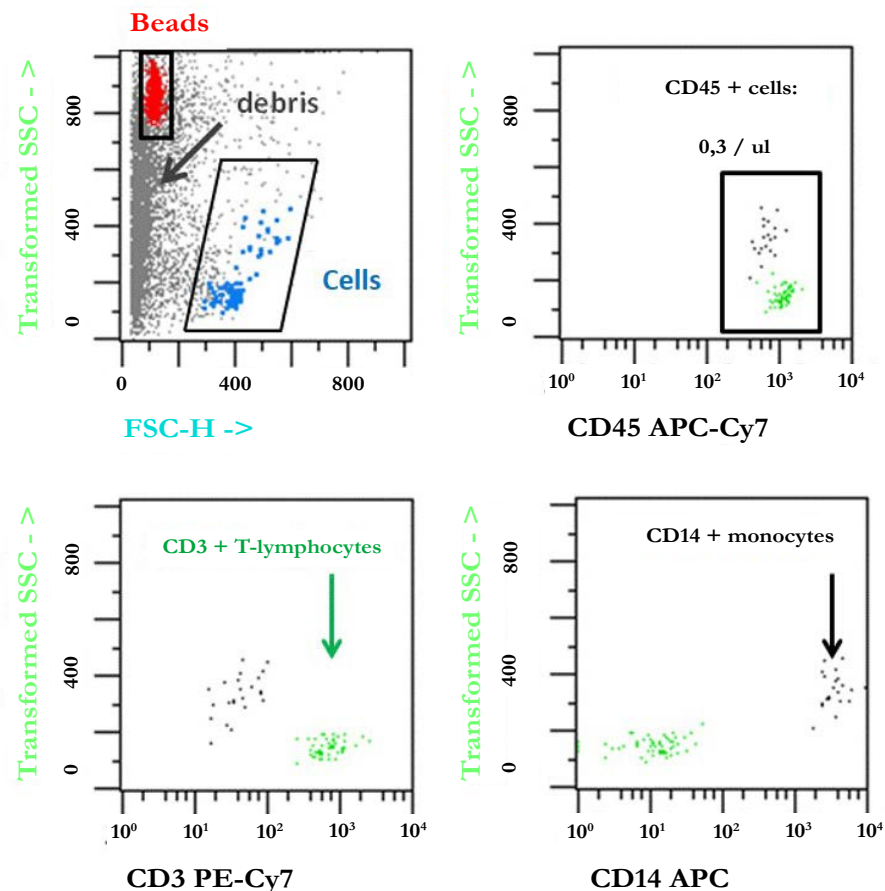 Beads
Transformed SSC - >
800
400
0
debris
Cells
0
400
800
FSC-H ->
Transformed SSC - >
800
400
0
CD45 + cells:
0,3 / ul
10⁰ 10¹ 10² 10³ 10⁴
CD45 APC-Cy7
Transformed SSC - >
800
400
0
CD3 + T-lymphocytes
10⁰ 10¹ 10² 10³ 10⁴
CD3 PE-Cy7
Transformed SSC - >
800
400
0
CD14 + monocytes
10⁰ 10¹ 10² 10³ 10⁴
CD14 APC